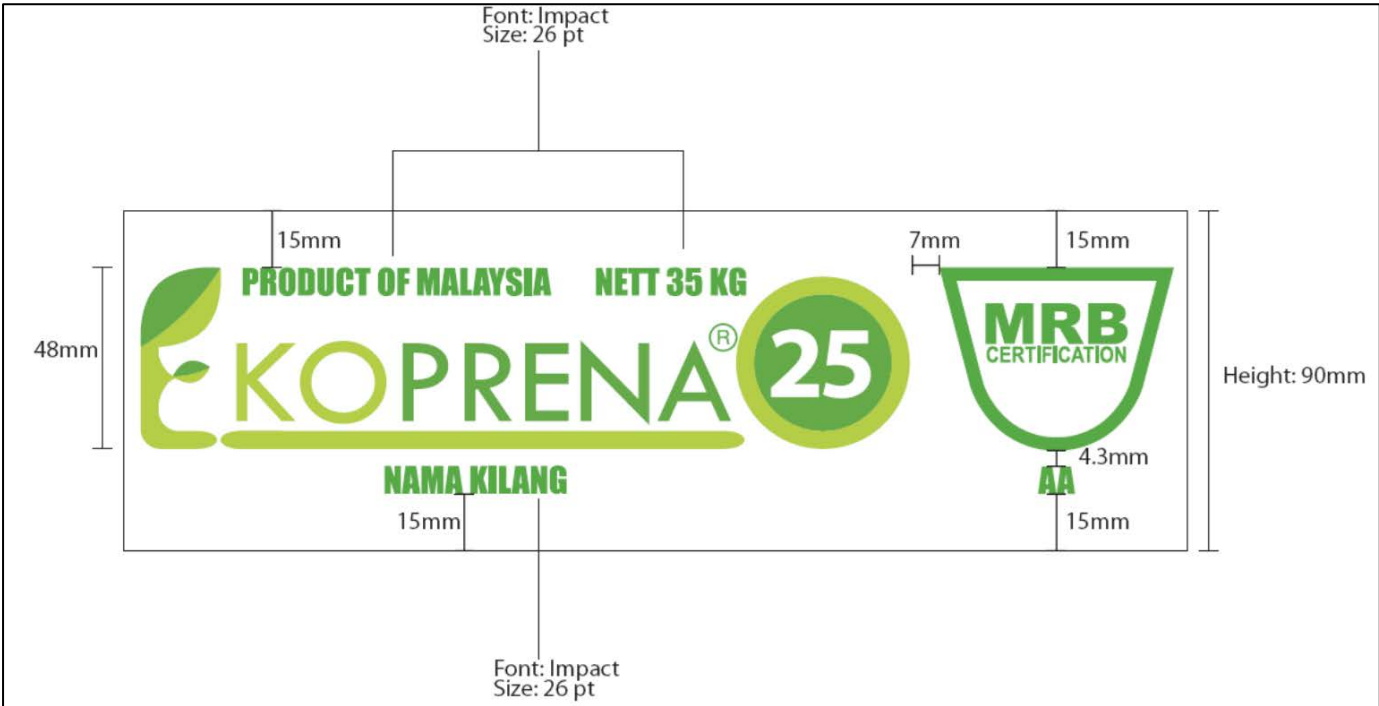 Font: Impact
Size: 26 pt
15mm
7mm
15mm
PRODUCT OF MALAYSIA NETT 35 KG
48mm
EKOPRENA® 25
MRB
CERTIFICATION
Height: 90mm
4.3mm
NAMA KILANG
AA
15mm
15mm
Font: Impact
Size: 26 pt